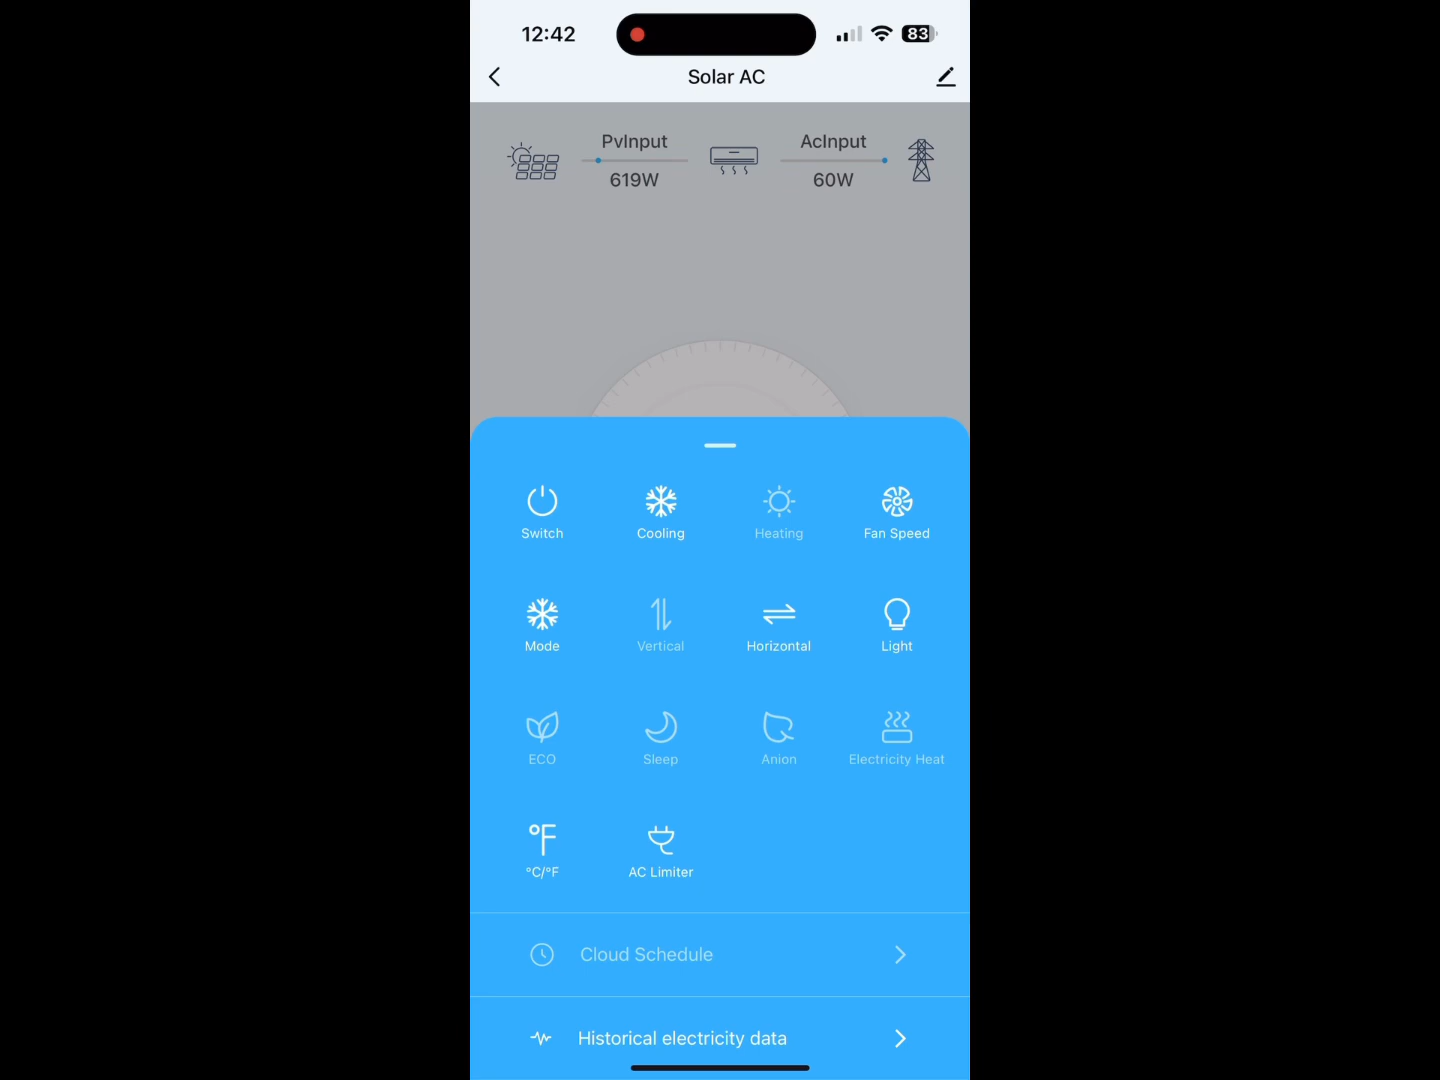 12:42
83
Solar AC
PvInput
AcInput
619W
60W
Switch
Cooling
Heating
Fan Speed
Mode
Vertical
Horizontal
Light
ECO
Sleep
Anion
Electricity Heat
°F
°C/°F
AC Limiter
Cloud Schedule
Historical electricity data